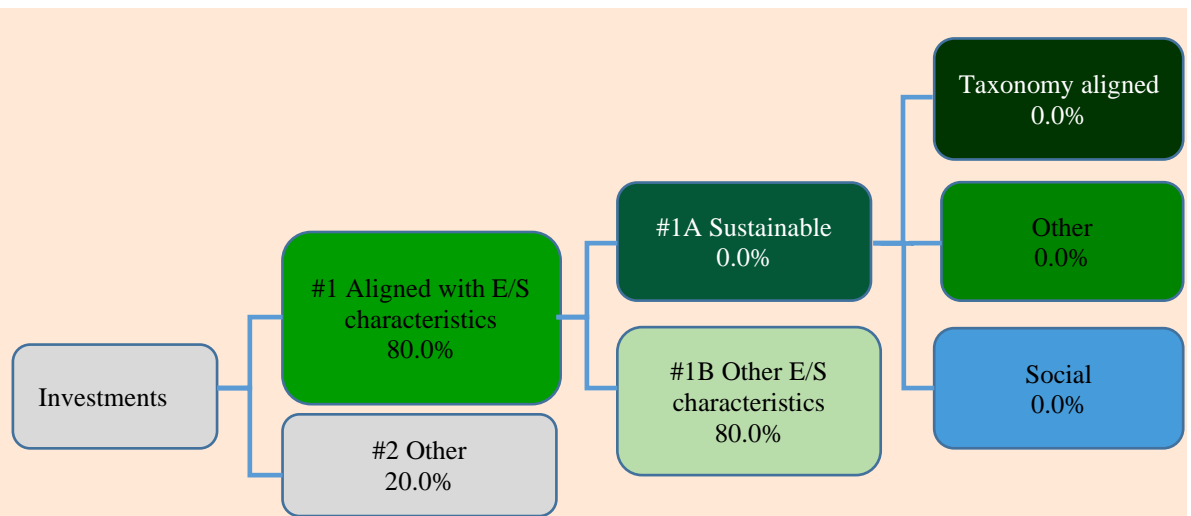 Investments
#1 Aligned with E/S
characteristics
80.0%
#2 Other
20.0%
#1A Sustainable
0.0%
#1B Other E/S
characteristics
80.0%
Taxonomy aligned
0.0%
Other
0.0%
Social
0.0%